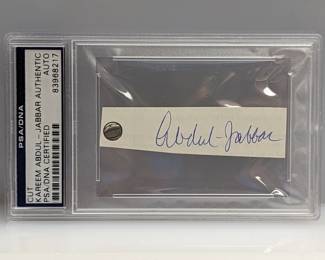 CUT
KAREEM ABDUL-JABBAR AUTHENTIC
PSA/DNA CERTIFIED AUTO
83968217
PSA/DNA
Abdul-Jabbar